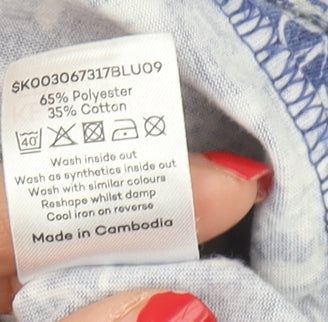 SK003067317BLU09
65% Polyester
35% Cotton
40
Wash inside out
Wash as synthetics inside out
Wash with similar colours
Reshape whilst damp
Cool iron on reverse
Made in Cambodia